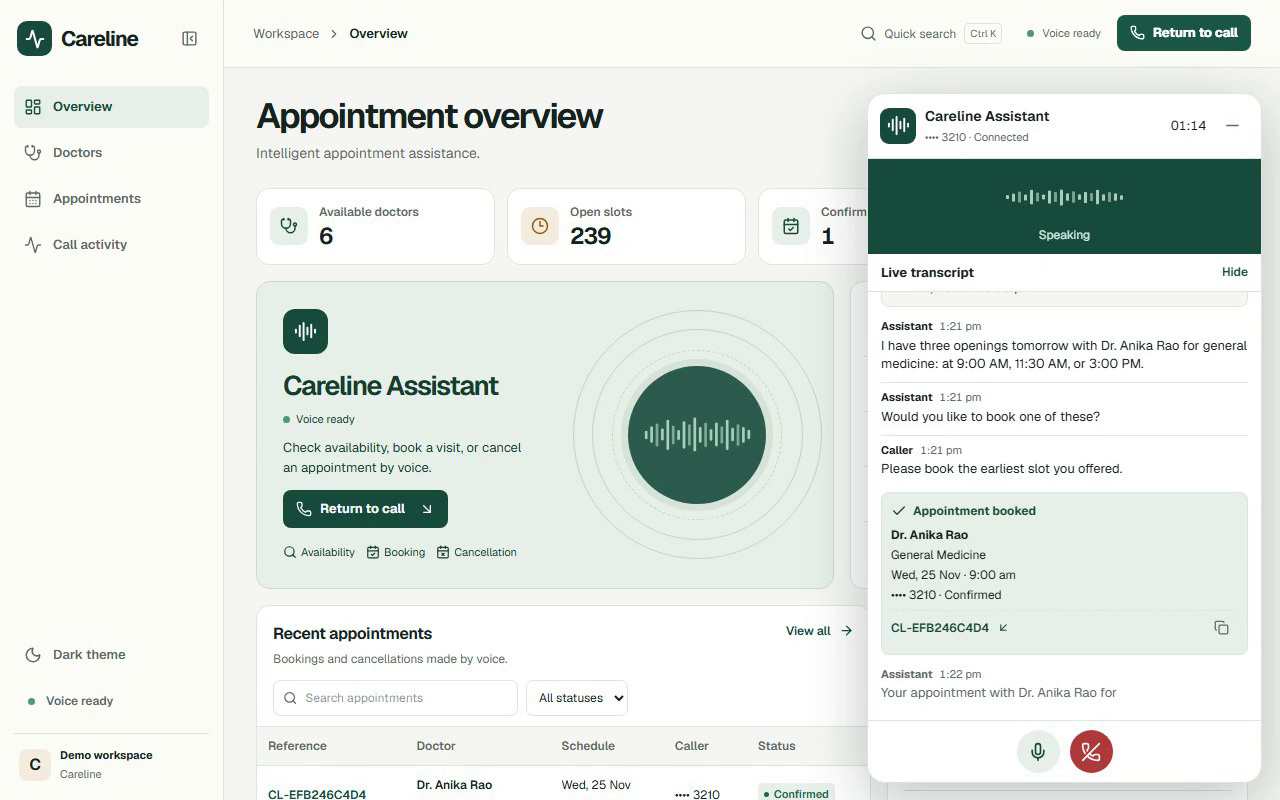 Careline
Overview
Doctors
Appointments
Call activity
Dark theme
Voice ready
C
Demo workspace
Careline
Workspace
Overview
Quick search
Ctrl K
Voice ready
Return to call
Appointment overview
Intelligent appointment assistance.
Available doctors
6
Open slots
239
Confirm
1
Careline Assistant
Voice ready
Check availability, book a visit, or cancel
an appointment by voice.
Return to call
Availability
Booking
Cancellation
Recent appointments
View all
Bookings and cancellations made by voice.
Search appointments
All statuses
Reference
Doctor
Schedule
Caller
Status
CL-EFB246C4D4
Dr. Anika Rao
Wed, 25 Nov
•••• 3210
Confirmed
Careline Assistant
•••• 3210 · Connected
01:14
Speaking
Live transcript
Hide
Assistant 1:21 pm
I have three openings tomorrow with Dr. Anika Rao for general
medicine: at 9:00 AM, 11:30 AM, or 3:00 PM.
Assistant 1:21 pm
Would you like to book one of these?
Caller 1:21 pm
Please book the earliest slot you offered.
Appointment booked
Dr. Anika Rao
General Medicine
Wed, 25 Nov · 9:00 am
•••• 3210 · Confirmed
CL-EFB246C4D4
Assistant 1:22 pm
Your appointment with Dr. Anika Rao for